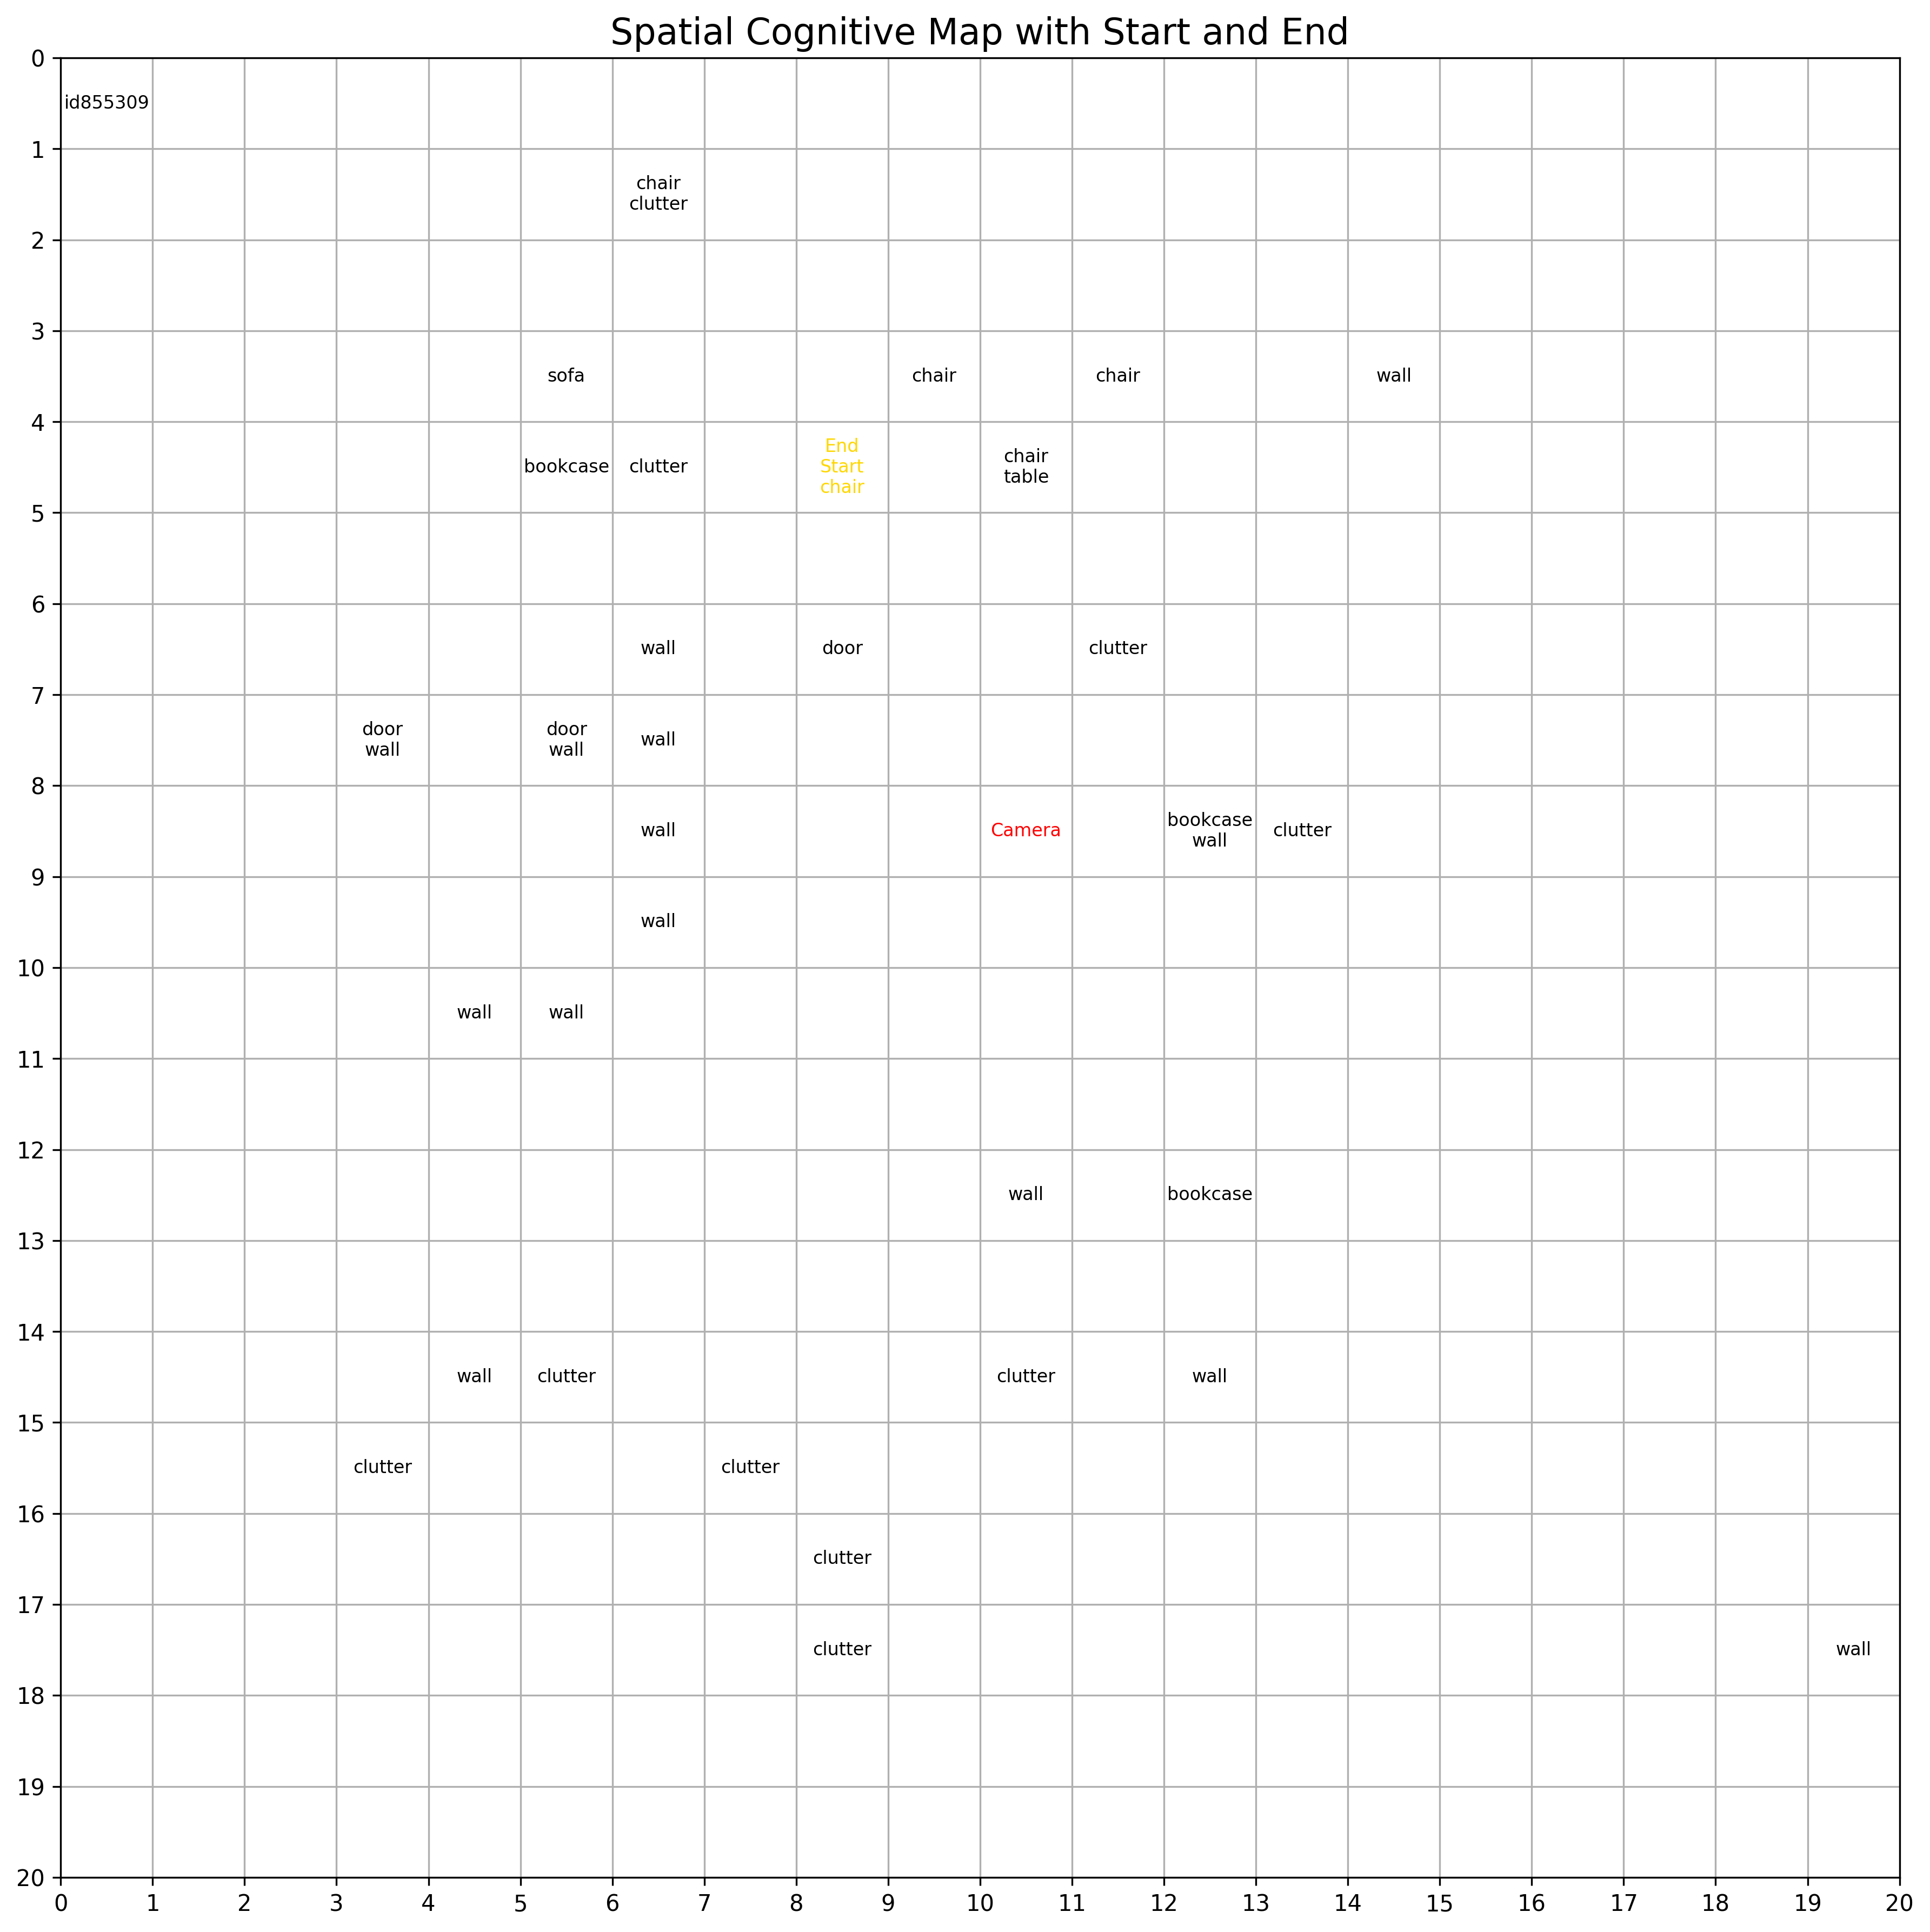 Spatial Cognitive Map with Start and End
0
id855309
1
chair
clutter
2
3
sofa chair chair wall
4
bookcase clutter
End
Start
chair
chair
table
5
6
wall door clutter
7
door
wall
door
wall
wall
8
wall Camera
bookcase
wall
clutter
9
wall
10
wall wall
11
12
wall bookcase
13
14
wall clutter clutter wall
15
clutter clutter
16
clutter
17
clutter wall
18
19
20
0 1 2 3 4 5 6 7 8 9 10 11 12 13 14 15 16 17 18 19 20